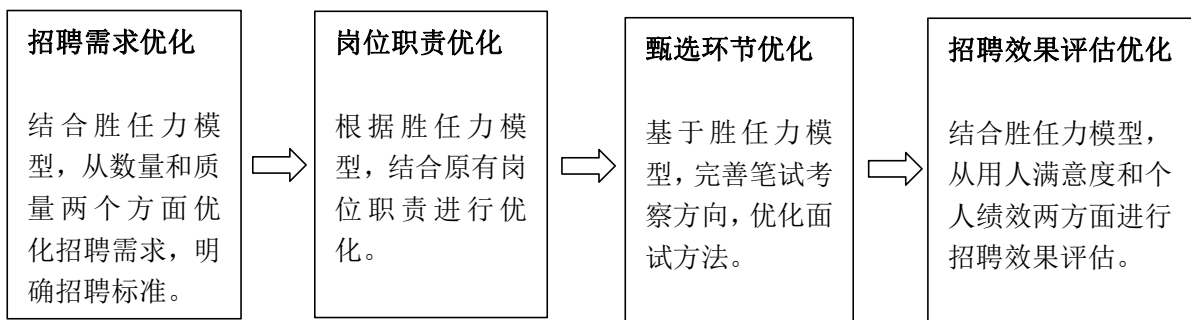 招聘需求优化
结合胜任力模
型，从数量和质
量两个方面优
化招聘需求，明
确招聘标准。
岗位职责优化
根据胜任力模
型，结合原有岗
位职责进行优
化。
甄选环节优化
基于胜任力模
型，完善笔试考
察方向，优化面
试方法。
招聘效果评估优化
结合胜任力模型，
从用人满意度和个
人绩效两方面进行
招聘效果评估。